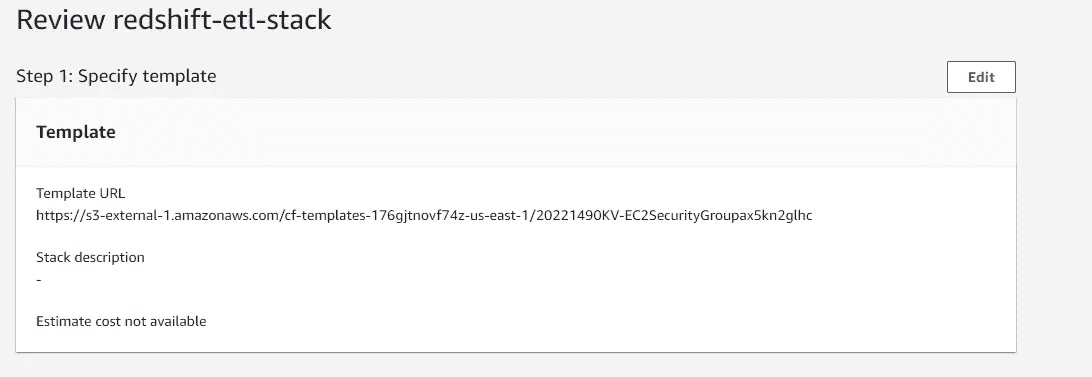 Review redshift-etl-stack
Step 1: Specify template
Edit
Template
Template URL
https://s3-external-1.amazonaws.com/cf-templates-176gjtnovf74z-us-east-1/20221490KV-EC2SecurityGroupax5kn2glhc
Stack description
-
Estimate cost not available